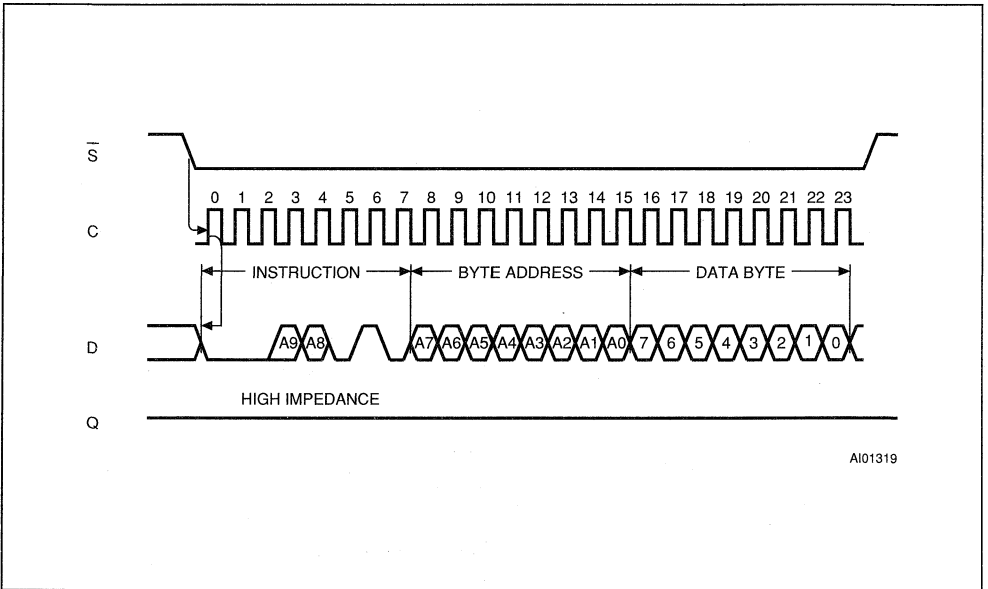 S
0 1 2 3 4 5 6 7 8 9 10 11 12 13 14 15 16 17 18 19 20 21 22 23
C
INSTRUCTION BYTE ADDRESS DATA BYTE
D A9 A8 A7 A6 A5 A4 A3 A2 A1 A0 7 6 5 4 3 2 1 0
HIGH IMPEDANCE
Q
AI01319